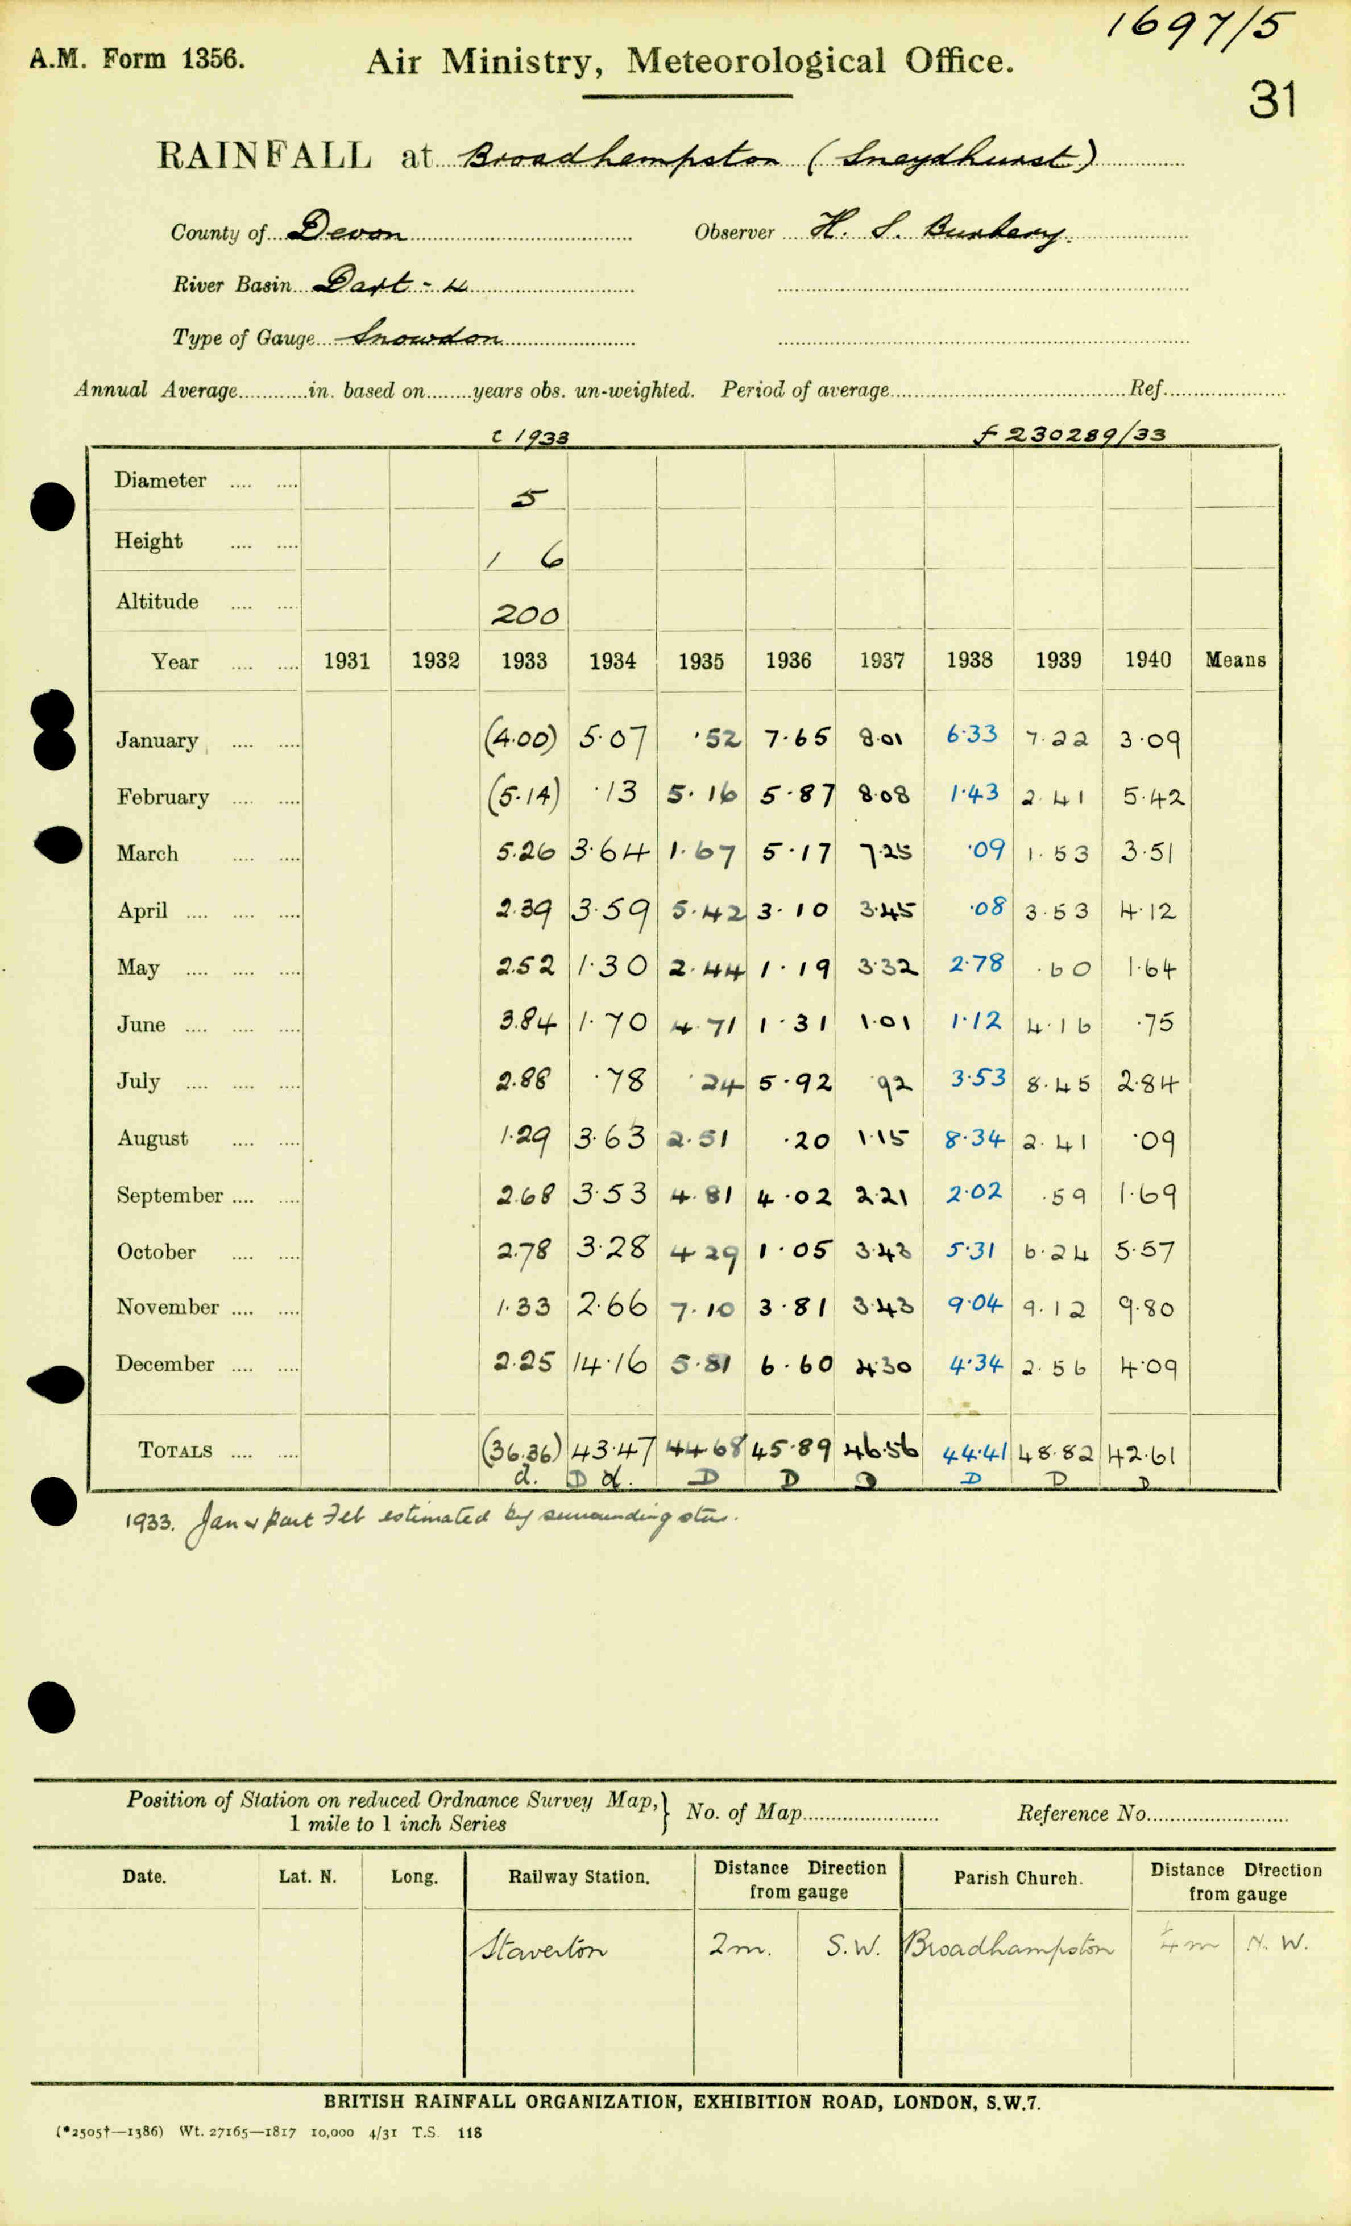 1697/5
A.M. Form 1356. Air Ministry, Meteorological Office.
31
RAINFALL at Broadhempston (Sneydhurst)
County of Devon Observer H. S. Bunbery.
River Basin Dart - 4
Type of Gauge Snowdon
Annual Average in. based on years obs. un-weighted. Period of average Ref.
c 1933 f 230289/33
Diameter 5
Height 1 6
Altitude 200
Year 1931 1932 1933 1934 1935 1936 1937 1938 1939 1940 Means
January (4.00) 5.07 .52 7.65 8.01 6.33 7.22 3.09
February (5.14) .13 5.16 5.87 8.08 1.43 2.41 5.42
March 5.26 3.64 1.67 5.17 7.25 .09 1.53 3.51
April 2.39 3.59 5.42 3.10 3.45 .08 3.53 4.12
May 2.52 1.30 2.44 1.19 3.32 2.78 .60 1.64
June 3.84 1.70 4.71 1.31 1.01 1.12 4.16 .75
July 2.88 .78 .24 5.92 .92 3.53 8.45 2.84
August 1.29 3.63 2.51 .20 1.15 8.34 2.41 .09
September 2.68 3.53 4.81 4.02 2.21 2.02 .59 1.69
October 2.78 3.28 4.29 1.05 3.43 5.31 6.24 5.57
November 1.33 2.66 7.10 3.81 3.43 9.04 9.12 9.80
December 2.25 14.16 5.81 6.60 4.30 4.34 2.56 4.09
TOTALS (36.36) 43.47 44.68 45.89 46.56 44.41 48.82 42.61
d. D d. D D D D D D
1933. Jan & part Feb estimated by surrounding stns.
Position of Station on reduced Ordnance Survey Map, } No. of Map Reference No.
1 mile to 1 inch Series
Date. Lat. N. Long. Railway Station. Distance Direction from gauge Parish Church. Distance Direction from gauge
Staverton 2m. S.W. Broadhampston ¼m N.W.
BRITISH RAINFALL ORGANIZATION, EXHIBITION ROAD, LONDON, S.W.7.
(*2505†—1386) Wt. 27165—1817 10,000 4/31 T.S. 118